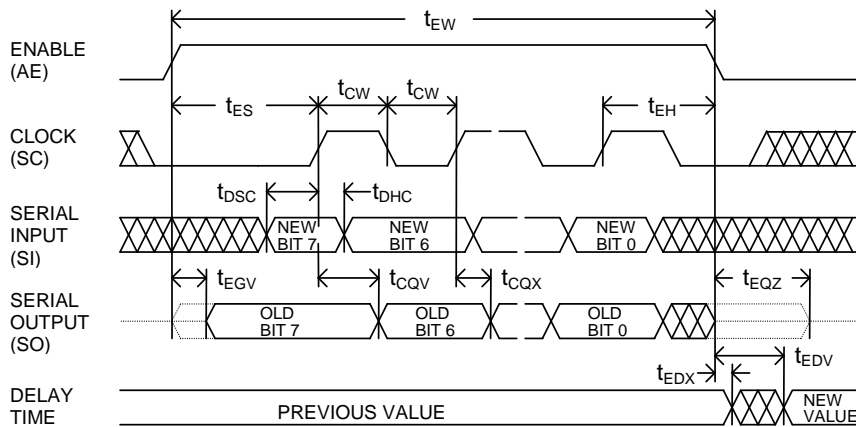 tEW
ENABLE
(AE)
tES
tCW
tCW
tEH
CLOCK
(SC)
tDSC
tDHC
SERIAL
INPUT
(SI)
NEW
BIT 7
NEW
BIT 6
NEW
BIT 0
tEGV
tCQV
tCQX
tEQZ
SERIAL
OUTPUT
(SO)
OLD
BIT 7
OLD
BIT 6
OLD
BIT 0
tEDX
tEDV
DELAY
TIME
PREVIOUS VALUE
NEW
VALUE